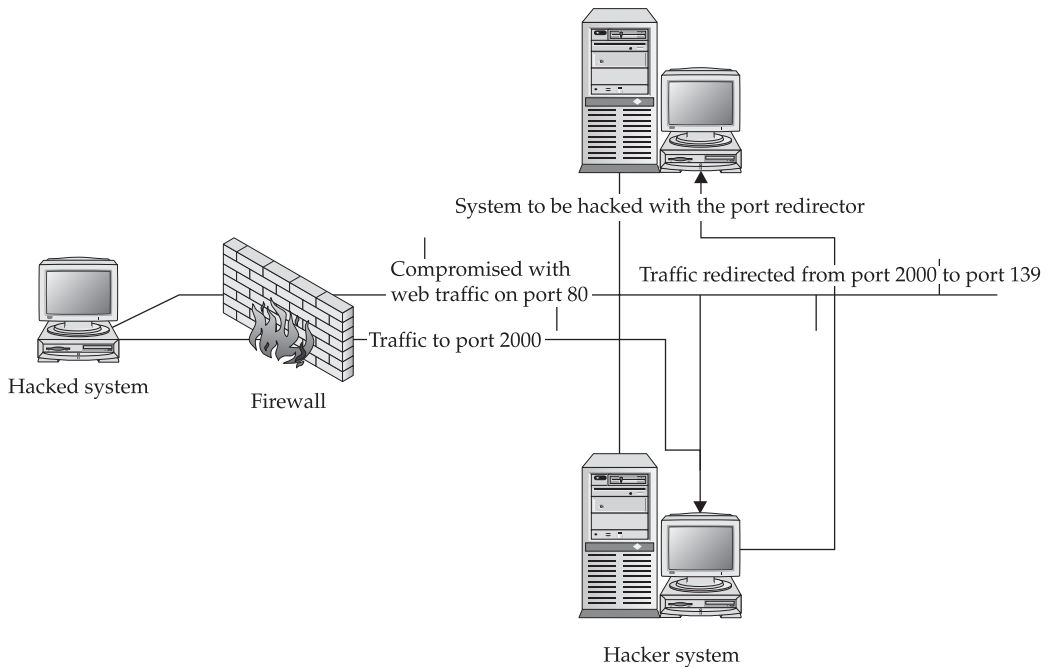 System to be hacked with the port redirector
Compromised with
web traffic on port 80
Traffic redirected from port 2000 to port 139
Traffic to port 2000
Hacked system
Firewall
Hacker system